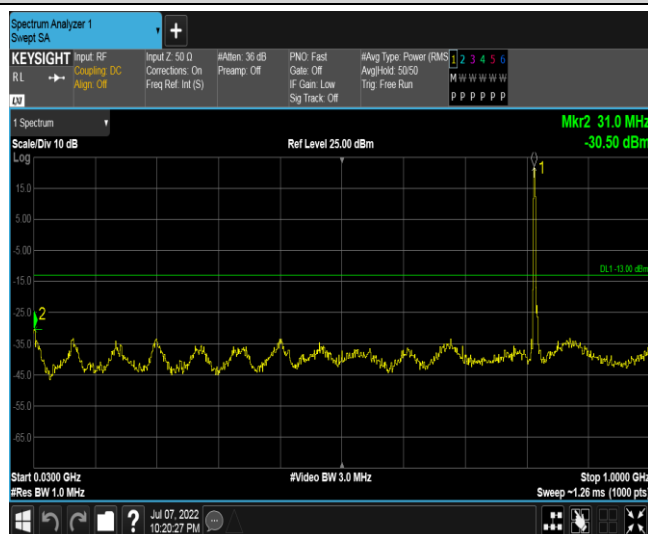 Spectrum Analyzer 1
Swept SA
+
KEYSIGHT
RL
LXI
Input: RF
Coupling: DC
Align: Off
Input Z: 50 Ω
Corrections: On
Freq Ref: Int (S)
#Atten: 36 dB
Preamp: Off
PNO: Fast
Gate: Off
IF Gain: Low
Sig Track: Off
#Avg Type: Power (RMS
Avg|Hold: 50/50
Trig: Free Run
1 2 3 4 5 6
M W W W W W
P P P P P P
1 Spectrum
Mkr2 31.0 MHz
Scale/Div 10 dB
Ref Level 25.00 dBm
-30.50 dBm
Log
1
15.0
5.00
-5.00
DL1 -13.00 dBm
-15.0
-25.0
2
-35.0
-45.0
-55.0
-65.0
Start 0.0300 GHz
#Video BW 3.0 MHz
Stop 1.0000 GHz
#Res BW 1.0 MHz
Sweep ~1.26 ms (1000 pts)
?
Jul 07, 2022
10:20:27 PM